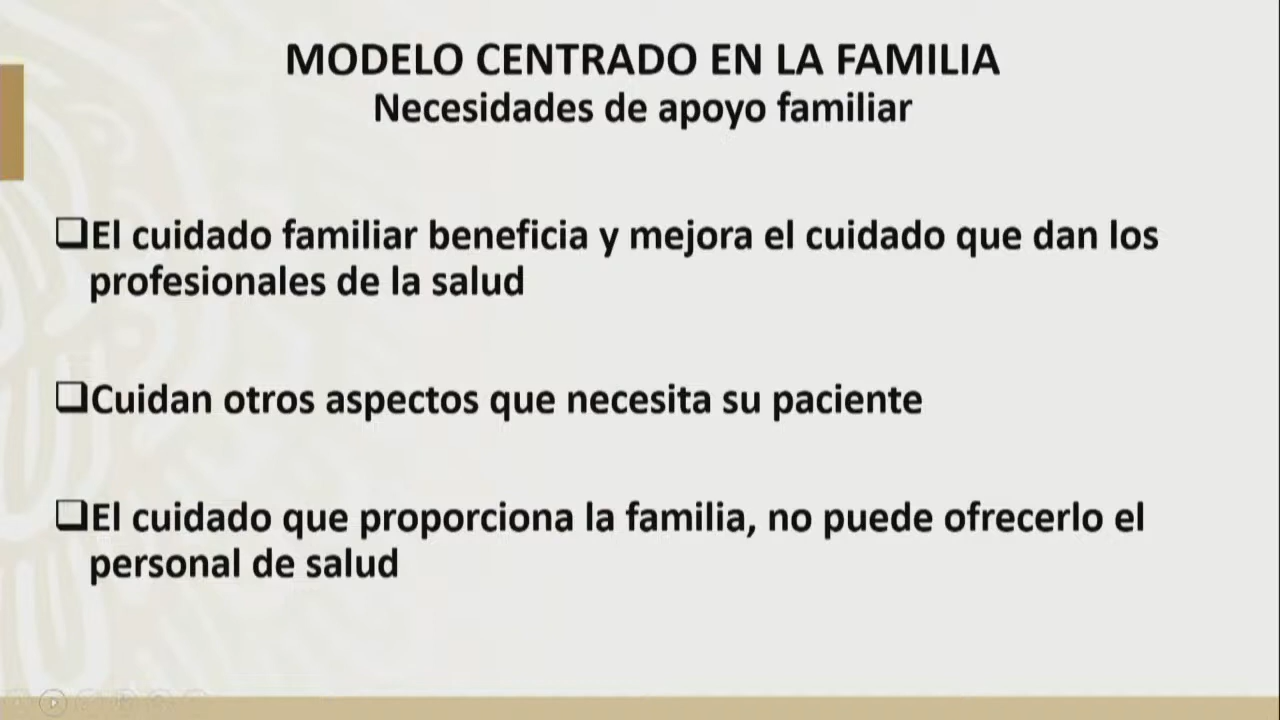 MODELO CENTRADO EN LA FAMILIA
Necesidades de apoyo familiar
❑El cuidado familiar beneficia y mejora el cuidado que dan los
profesionales de la salud
❑Cuidan otros aspectos que necesita su paciente
❑El cuidado que proporciona la familia, no puede ofrecerlo el
personal de salud